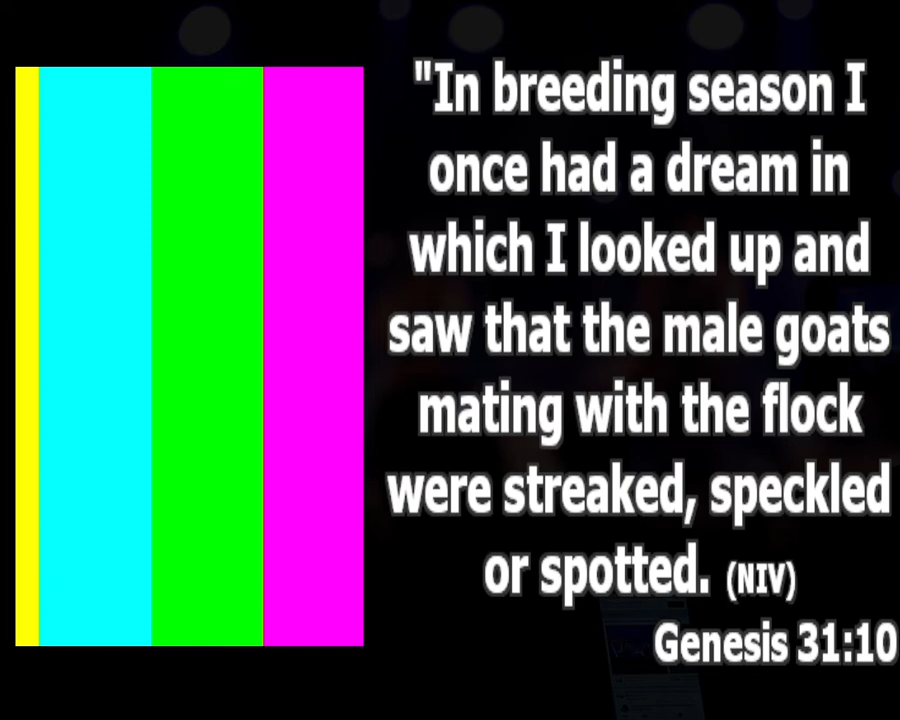 "In breeding season I
once had a dream in
which I looked up and
saw that the male goats
mating with the flock
were streaked, speckled
or spotted. (NIV)
Genesis 31:10